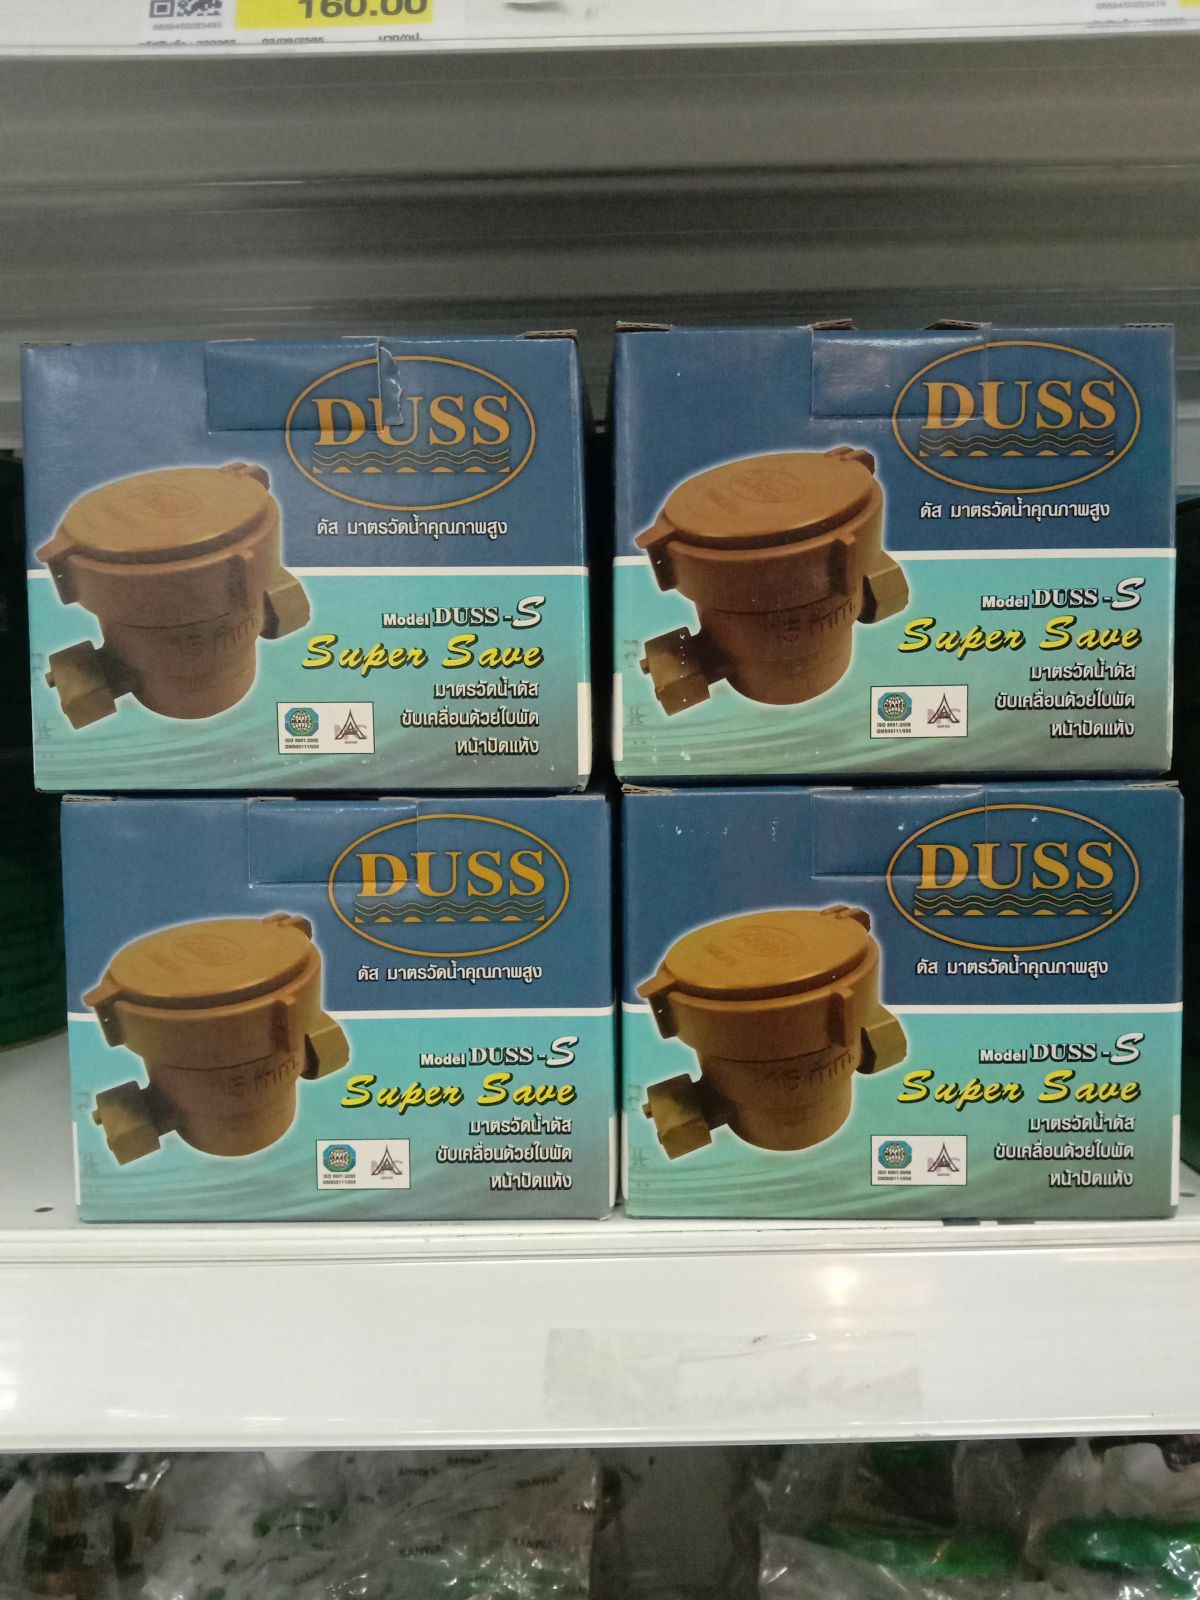 160.00
DUSS
ดัส มาตรวัดน้ำคุณภาพสูง
Model DUSS-S
Super Save
มาตรวัดน้ำดัส
ขับเคลื่อนด้วยใบพัด
หน้าปัดแห้ง
DUSS
ดัส มาตรวัดน้ำคุณภาพสูง
Model DUSS-S
Super Save
มาตรวัดน้ำดัส
ขับเคลื่อนด้วยใบพัด
หน้าปัดแห้ง
DUSS
ดัส มาตรวัดน้ำคุณภาพสูง
Model DUSS-S
Super Save
มาตรวัดน้ำดัส
ขับเคลื่อนด้วยใบพัด
หน้าปัดแห้ง
DUSS
ดัส มาตรวัดน้ำคุณภาพสูง
Model DUSS-S
Super Save
มาตรวัดน้ำดัส
ขับเคลื่อนด้วยใบพัด
หน้าปัดแห้ง